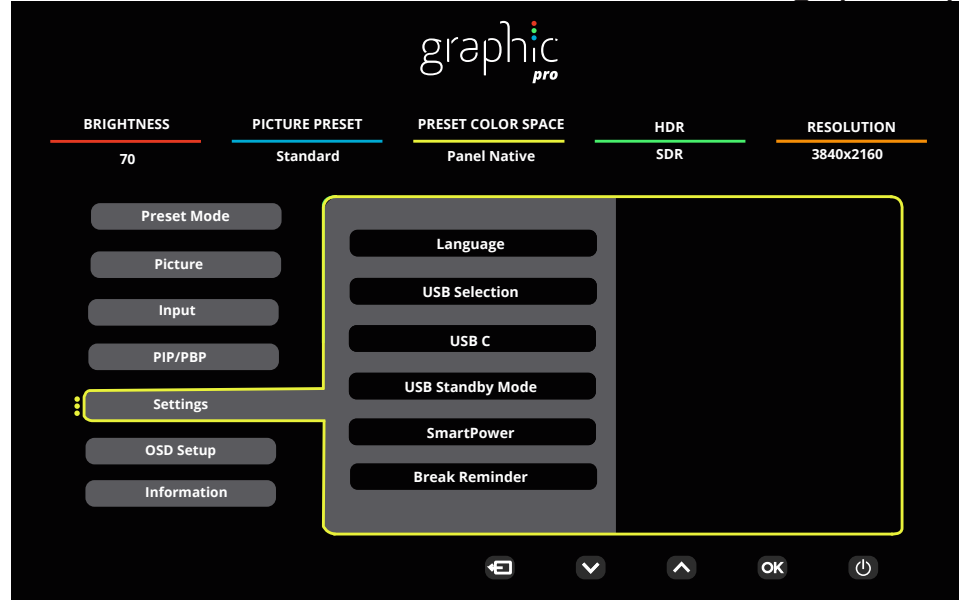 graphic
pro
BRIGHTNESS PICTURE PRESET PRESET COLOR SPACE HDR RESOLUTION
70 Standard Panel Native SDR 3840x2160
Preset Mode
Picture
Input
PIP/PBP
Settings
OSD Setup
Information
Language
USB Selection
USB C
USB Standby Mode
SmartPower
Break Reminder
OK